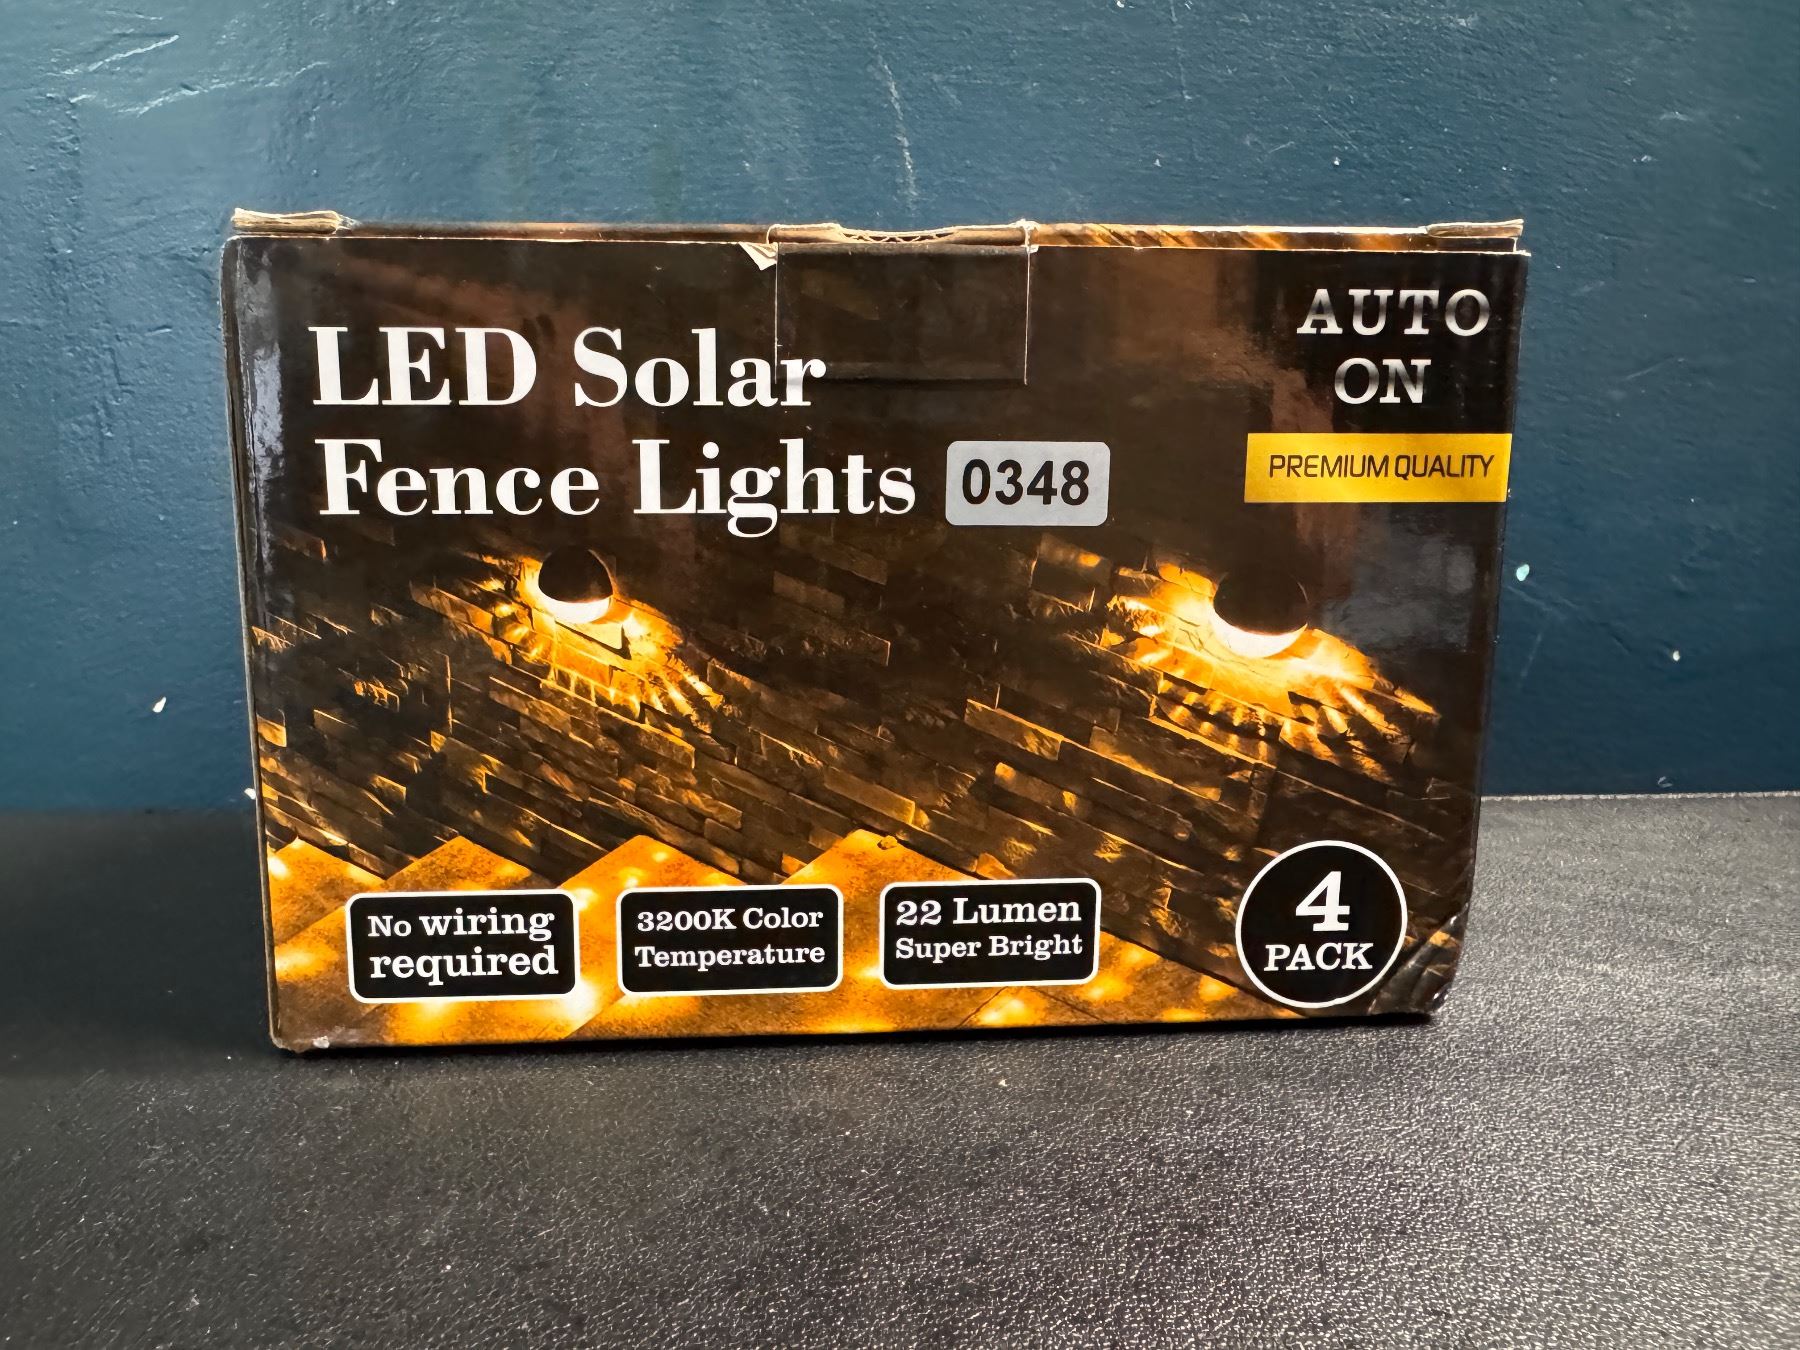 LED Solar
Fence Lights
0348
AUTO
ON
PREMIUM QUALITY
No wiring
required
3200K Color
Temperature
22 Lumen
Super Bright
4
PACK